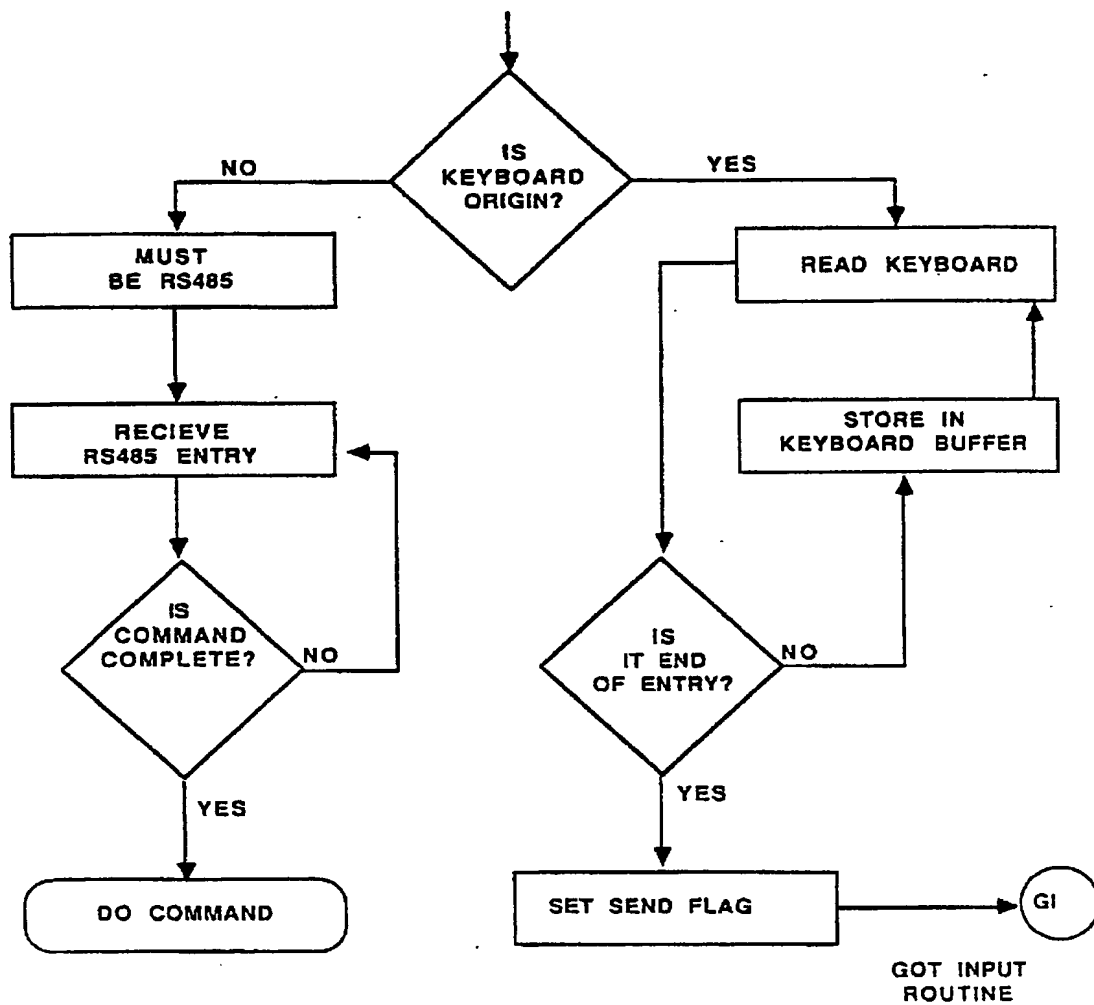 IS
KEYBOARD
ORIGIN?
NO
YES
MUST
BE RS485
READ KEYBOARD
RECIEVE
RS485 ENTRY
STORE IN
KEYBOARD BUFFER
IS
COMMAND
COMPLETE?
NO
IS
IT END
OF ENTRY?
NO
YES
YES
DO COMMAND
SET SEND FLAG
GI
GOT INPUT
ROUTINE